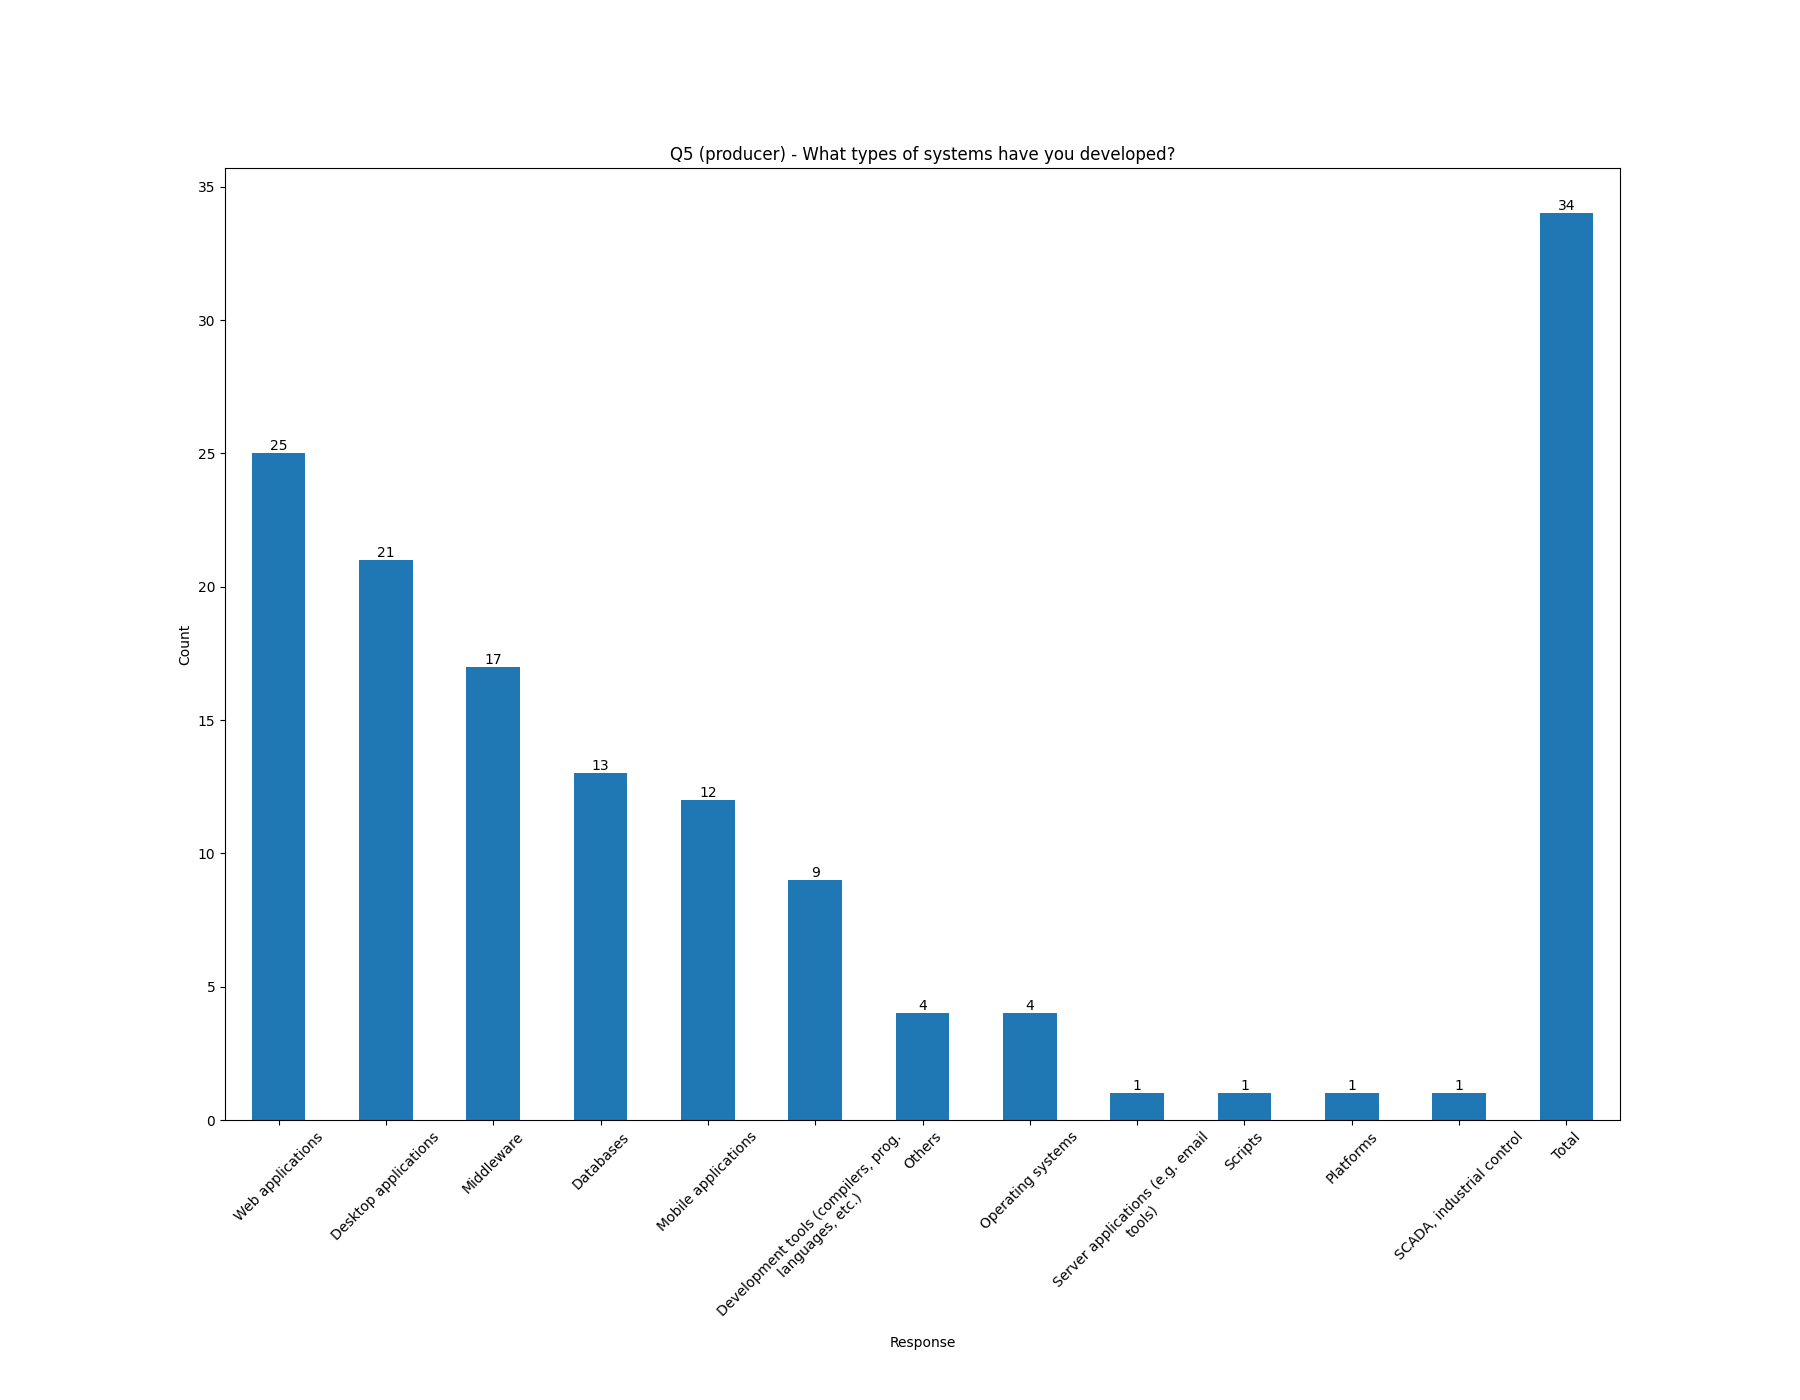 Q5 (producer) - What types of systems have you developed?
35
30
25
20
15
10
5
0
Count
25
21
17
13
12
9
4
4
1
1
1
1
34
Web applications
Desktop applications
Middleware
Databases
Mobile applications
Development tools (compilers, prog.
languages, etc.)
Others
Operating systems
Server applications (e.g. email
tools)
Scripts
Platforms
SCADA, industrial control
Total
Response